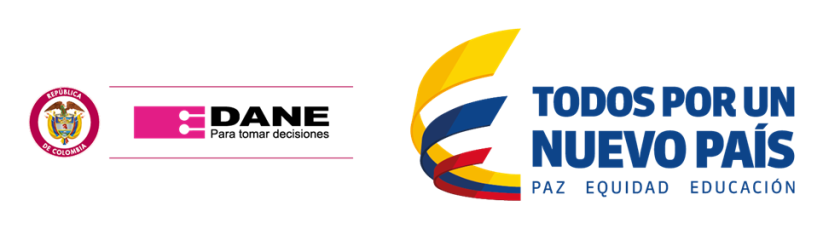 REPÚBLICA
DE COLOMBIA
DANE
Para tomar decisiones
TODOS POR UN
NUEVO PAÍS
PAZ EQUIDAD EDUCACIÓN